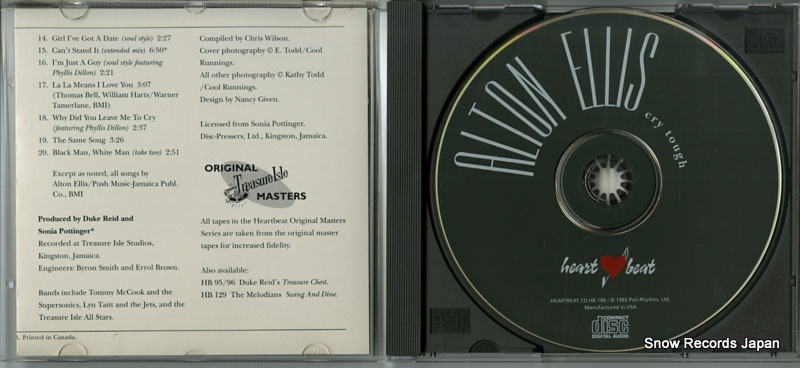 14. Girl I've Got A Date (soul style) 2:27
15. Can't Stand It (extended mix) 6:50*
16. I'm Just A Guy (soul style featuring
Phyllis Dillon) 2:21
17. La La Means I Love You 3:07
(Thomas Bell, William Harts/Warner
Tamerlane, BMI)
18. Why Did You Leave Me To Cry
(featuring Phyllis Dillon) 2:37
19. The Same Song 3:26
20. Black Man, White Man (take two) 2:51
Except as noted, all songs by
Alton Ellis/Push Music-Jamaica Publ.
Co., BMI
Produced by Duke Reid and
Sonia Pottinger*
Recorded at Treasure Isle Studios,
Kingston, Jamaica.
Engineers: Byron Smith and Errol Brown.
Bands include Tommy McCook and the
Supersonics, Lyn Taitt and the Jets, and the
Treasure Isle All Stars.
A. Printed in Canada.
Compiled by Chris Wilson.
Cover photography © E. Todd/Cool
Runnings.
All other photography © Kathy Todd
/Cool Runnings.
Design by Nancy Given.
Licensed from Sonia Pottinger,
Disc-Pressers, Ltd., Kingston, Jamaica.
ORIGINAL
Treasure Isle
MASTERS
All tapes in the Heartbeat Original Masters
Series are taken from the original master
tapes for increased fidelity.
Also available:
HB 95/96 Duke Reid's Treasure Chest.
HB 129 The Melodians Swing And Dine.
ALTON ELLIS
cry tough
heart beat
HEARTBEAT CD HB 106 / ℗ 1993 Poli-Rhythm, Ltd.
Manufactured in USA
COMPACT
disc
DIGITAL AUDIO
Snow Records Japan